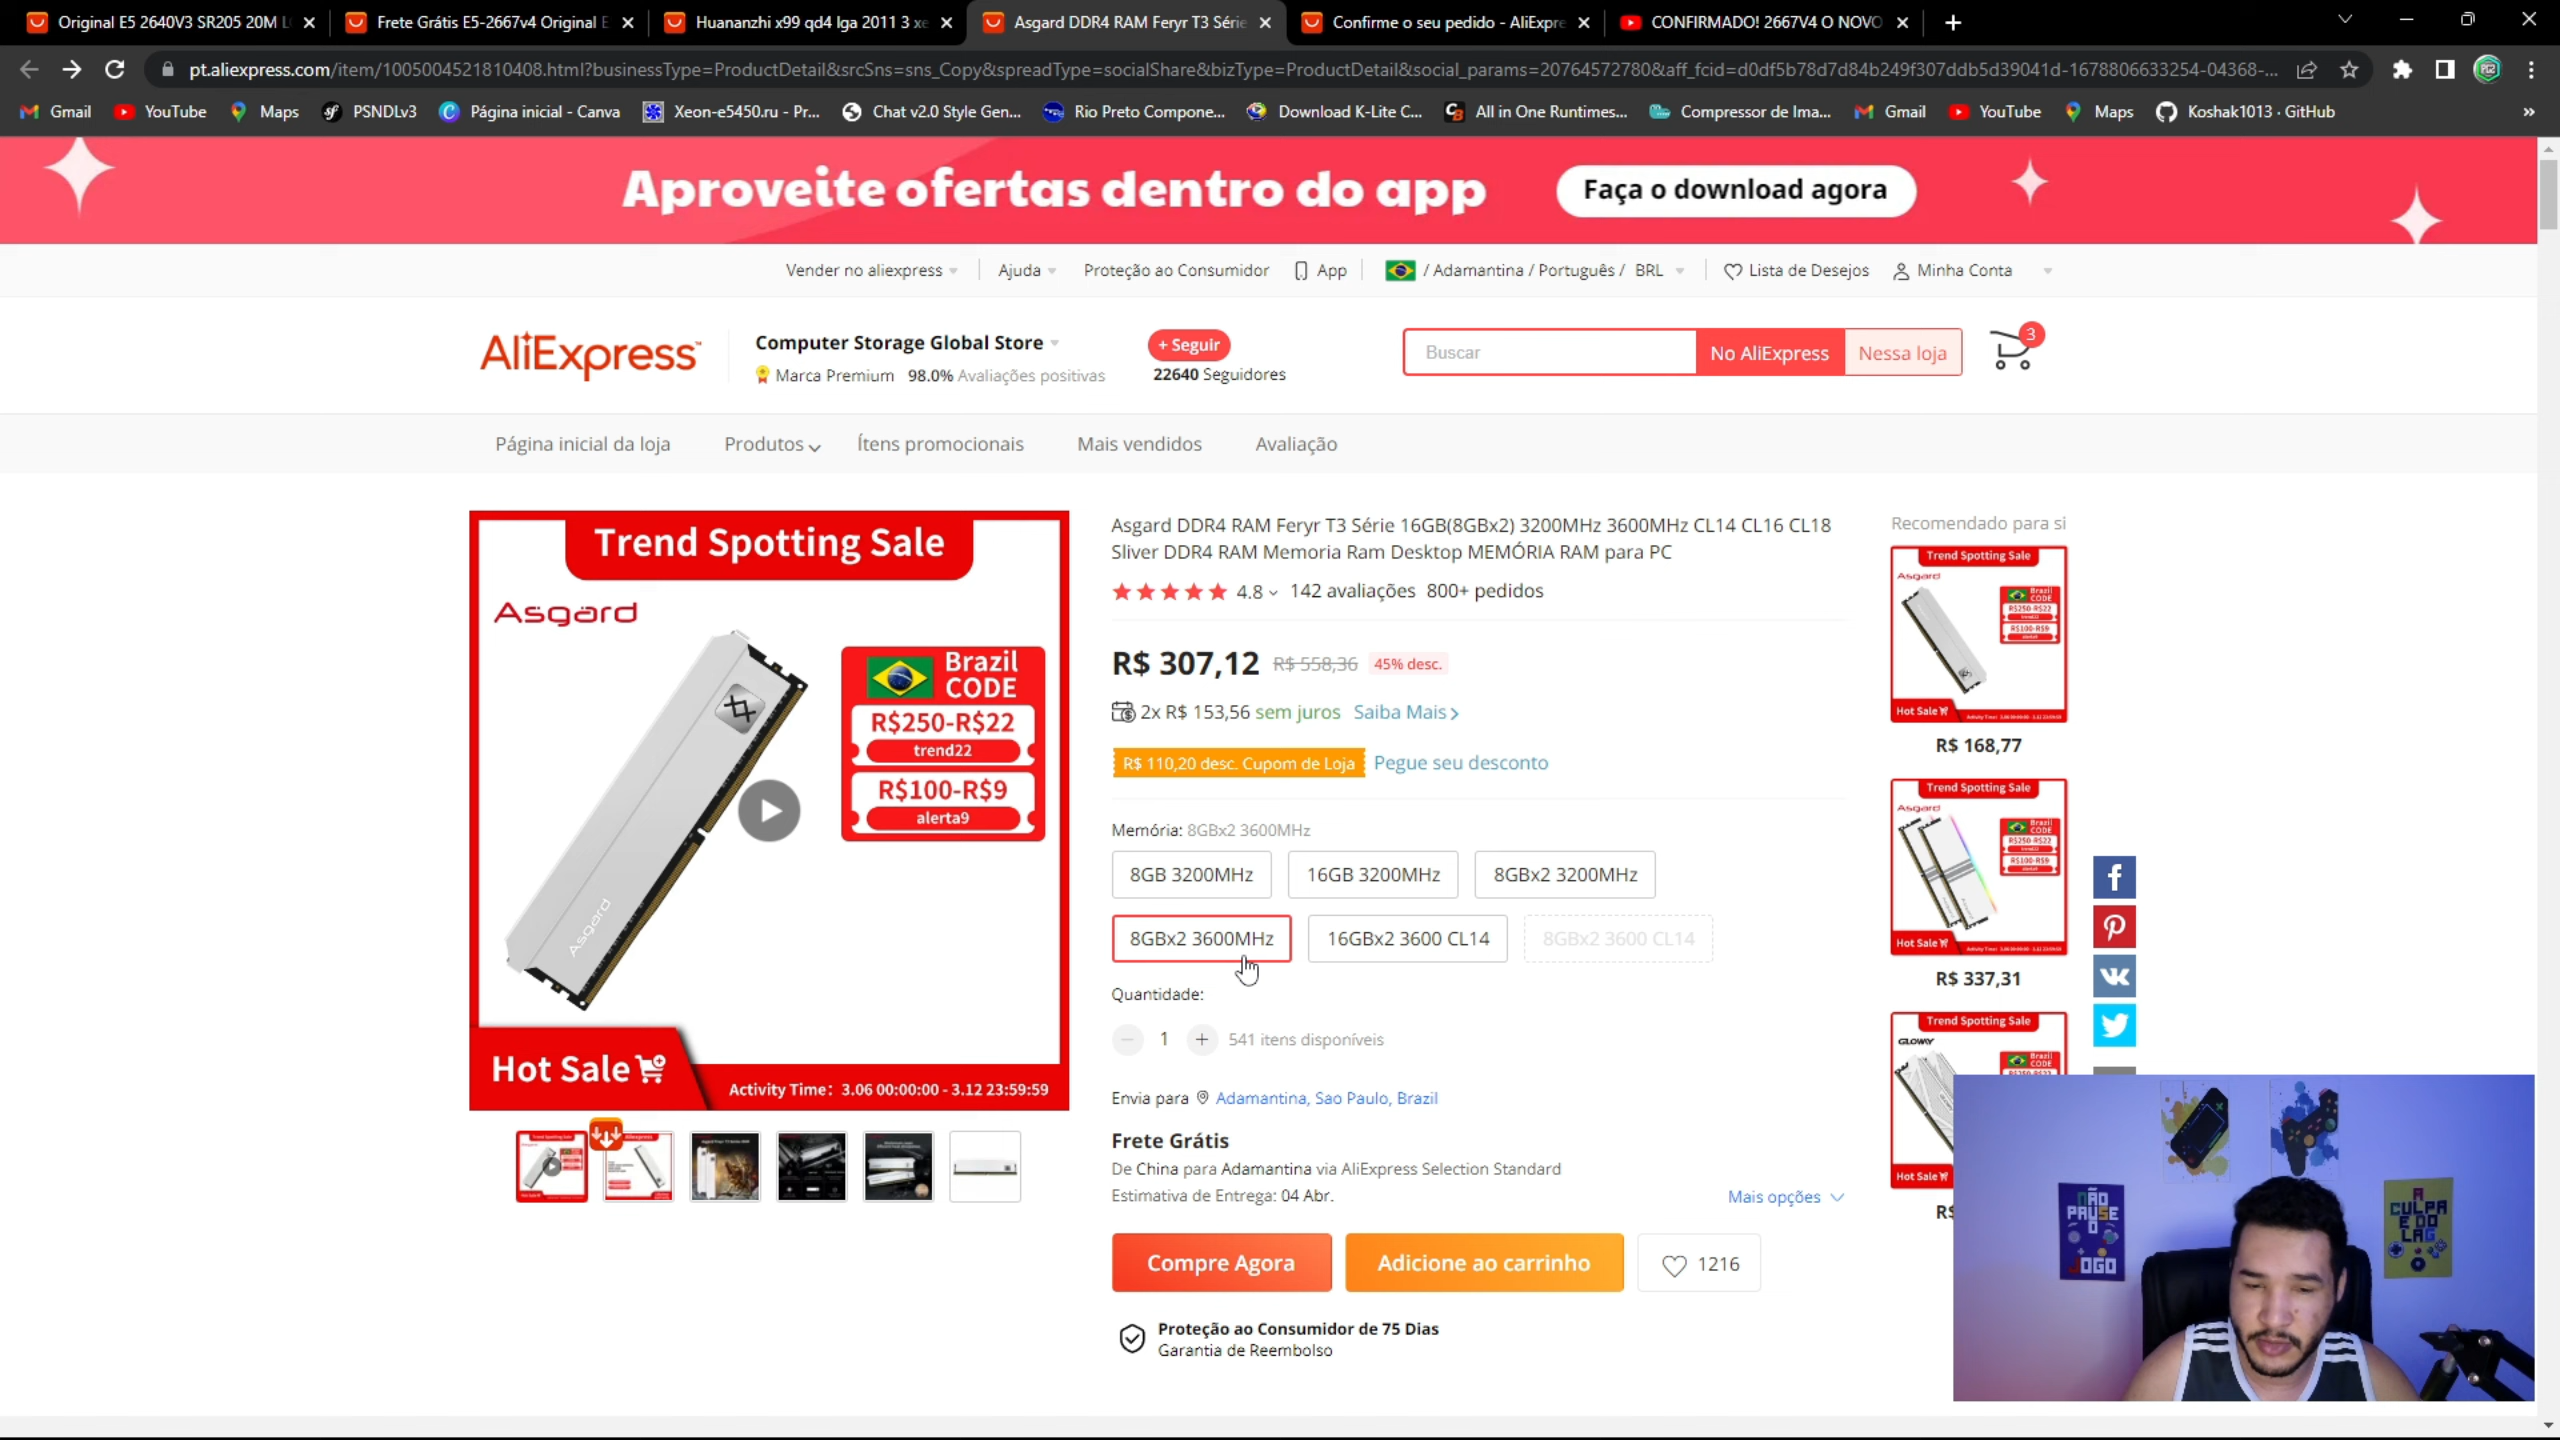 Original E5 2640V3 SR205 20M L
Frete Grátis E5-2667v4 Original E
Huananzhi x99 qd4 lga 2011 3 xe
Asgard DDR4 RAM Feryr T3 Série
Confirme o seu pedido - AliExpre
CONFIRMADO! 2667V4 O NOVO
pt.aliexpress.com/item/1005004521810408.html?businessType=ProductDetail&srcSns=sns_Copy&spreadType=socialShare&bizType=ProductDetail&social_params=20764572780&aff_fcid=d0df5b78d7d84b249f307ddb5d39041d-1678806633254-04368-...
Gmail
YouTube
Maps
PSNDLv3
Página inicial - Canva
Xeon-e5450.ru - Pr...
Chat v2.0 Style Gen...
Rio Preto Compone...
Download K-Lite C...
All in One Runtimes...
Compressor de Ima...
Gmail
YouTube
Maps
Koshak1013 · GitHub
Aproveite ofertas dentro do app
Faça o download agora
Vender no aliexpress
Ajuda
Proteção ao Consumidor
App
/ Adamantina / Português / BRL
Lista de Desejos
Minha Conta
AliExpress
Computer Storage Global Store
Marca Premium 98.0% Avaliações positivas
+ Seguir
22640 Seguidores
Buscar
No AliExpress
Nessa loja
3
Página inicial da loja
Produtos
Ítens promocionais
Mais vendidos
Avaliação
Trend Spotting Sale
Asgard
Brazil
CODE
R$250-R$22
trend22
R$100-R$9
alerta9
Asgard
Hot Sale
Activity Time: 3.06 00:00:00 - 3.12 23:59:59
Asgard DDR4 RAM Feryr T3 Série 16GB(8GBx2) 3200MHz 3600MHz CL14 CL16 CL18
Sliver DDR4 RAM Memoria Ram Desktop MEMÓRIA RAM para PC
4.8
142 avaliações
800+ pedidos
R$ 307,12
R$ 558,36
45% desc.
2x R$ 153,56 sem juros
Saiba Mais
R$ 110,20 desc. Cupom de Loja
Pegue seu desconto
Memória: 8GBx2 3600MHz
8GB 3200MHz
16GB 3200MHz
8GBx2 3200MHz
8GBx2 3600MHz
16GBx2 3600 CL14
8GBx2 3600 CL14
Quantidade:
1
541 itens disponíveis
Envia para
Adamantina, Sao Paulo, Brazil
Frete Grátis
De China para Adamantina via AliExpress Selection Standard
Estimativa de Entrega: 04 Abr.
Mais opções
Compre Agora
Adicione ao carrinho
1216
Proteção ao Consumidor de 75 Dias
Garantia de Reembolso
Recomendado para si
Trend Spotting Sale
Asgard
Brazil
CODE
R$250-R$22
R$100-R$9
Hot Sale
R$ 168,77
Trend Spotting Sale
Asgard
Brazil
CODE
R$250-R$22
R$100-R$9
Hot Sale
R$ 337,31
Trend Spotting Sale
GLOWAY
Brazil
CODE
Hot Sale
NÃO
PAUSE
O
JOGO
A
CULPA
É DO
LAG